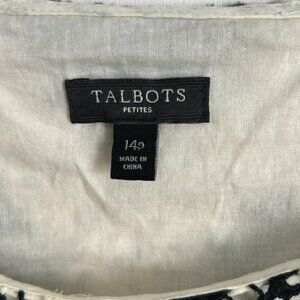 TALBOTS
PETITES
14P
MADE IN
CHINA